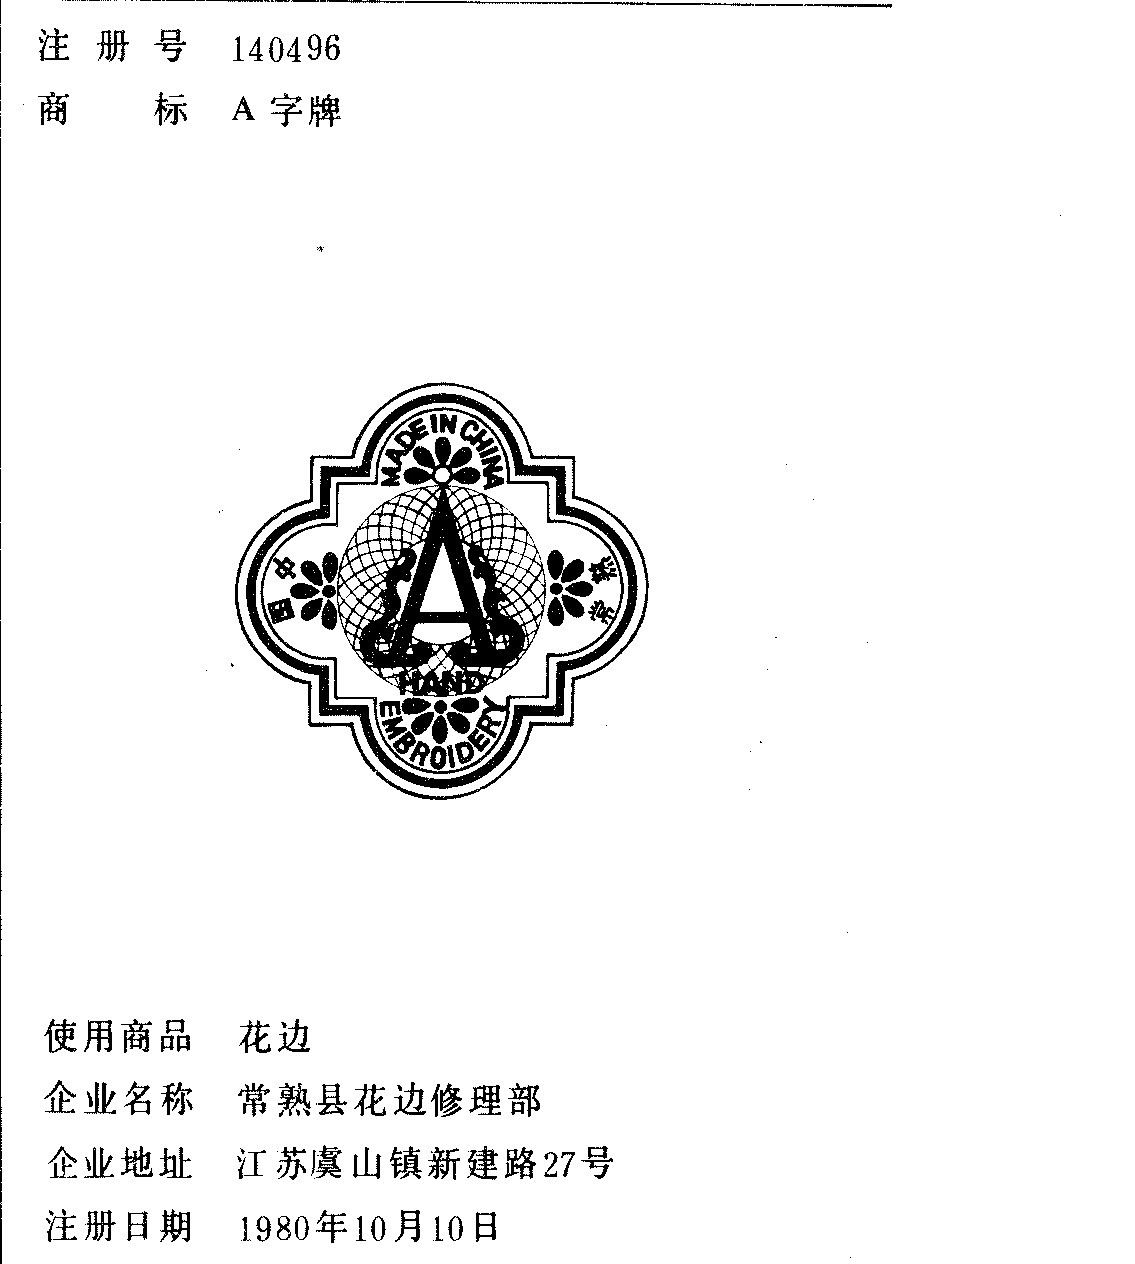 注册号 140496
商标 A 字牌
MADE IN CHINA
中国
常熟
A
HAND
EMBROIDERY
使用商品 花边
企业名称 常熟县花边修理部
企业地址 江苏虞山镇新建路27号
注册日期 1980年10月10日